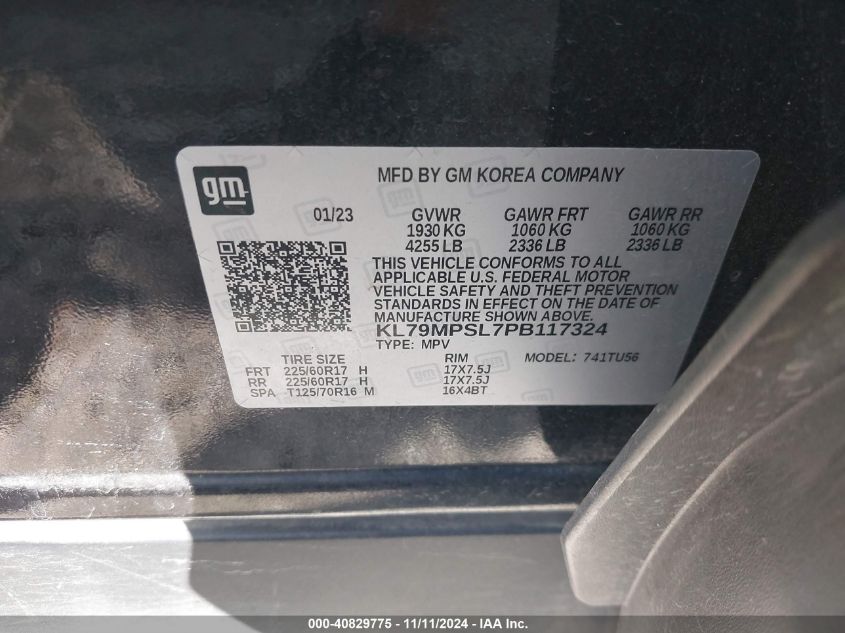 gm
MFD BY GM KOREA COMPANY
01/23 GVWR GAWR FRT GAWR RR
1930 KG 1060 KG 1060 KG
4255 LB 2336 LB 2336 LB
THIS VEHICLE CONFORMS TO ALL
APPLICABLE U.S. FEDERAL MOTOR
VEHICLE SAFETY AND THEFT PREVENTION
STANDARDS IN EFFECT ON THE DATE OF
MANUFACTURE SHOWN ABOVE.
KL79MPSL7PB117324
TYPE: MPV MODEL: 741TU56
TIRE SIZE RIM
FRT 225/60R17 H 17X7.5J
RR 225/60R17 H 17X7.5J
SPA T125/70R16 M 16X4BT
000-40829775 - 11/11/2024 - IAA Inc.